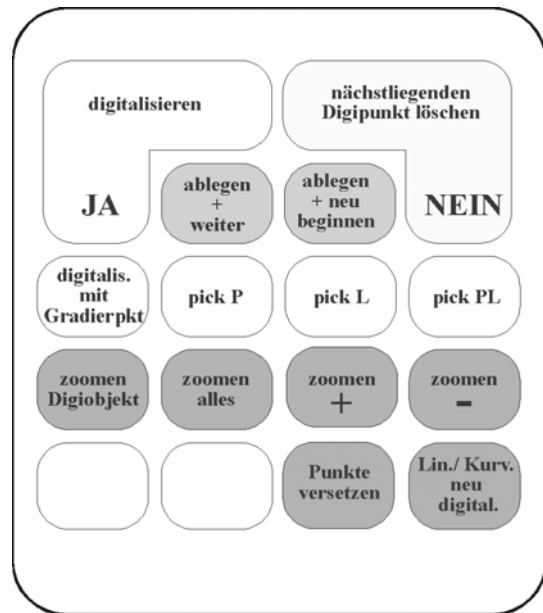 digitalisieren
nächstliegenden
Digipunkt löschen
JA
ablegen
+
weiter
ablegen
+ neu
beginnen
NEIN
digitalis.
mit
Gradierpkt
pick P
pick L
pick PL
zoomen
Digiobjekt
zoomen
alles
zoomen
+
zoomen
-
Punkte
versetzen
Lin./ Kurv.
neu
digital.